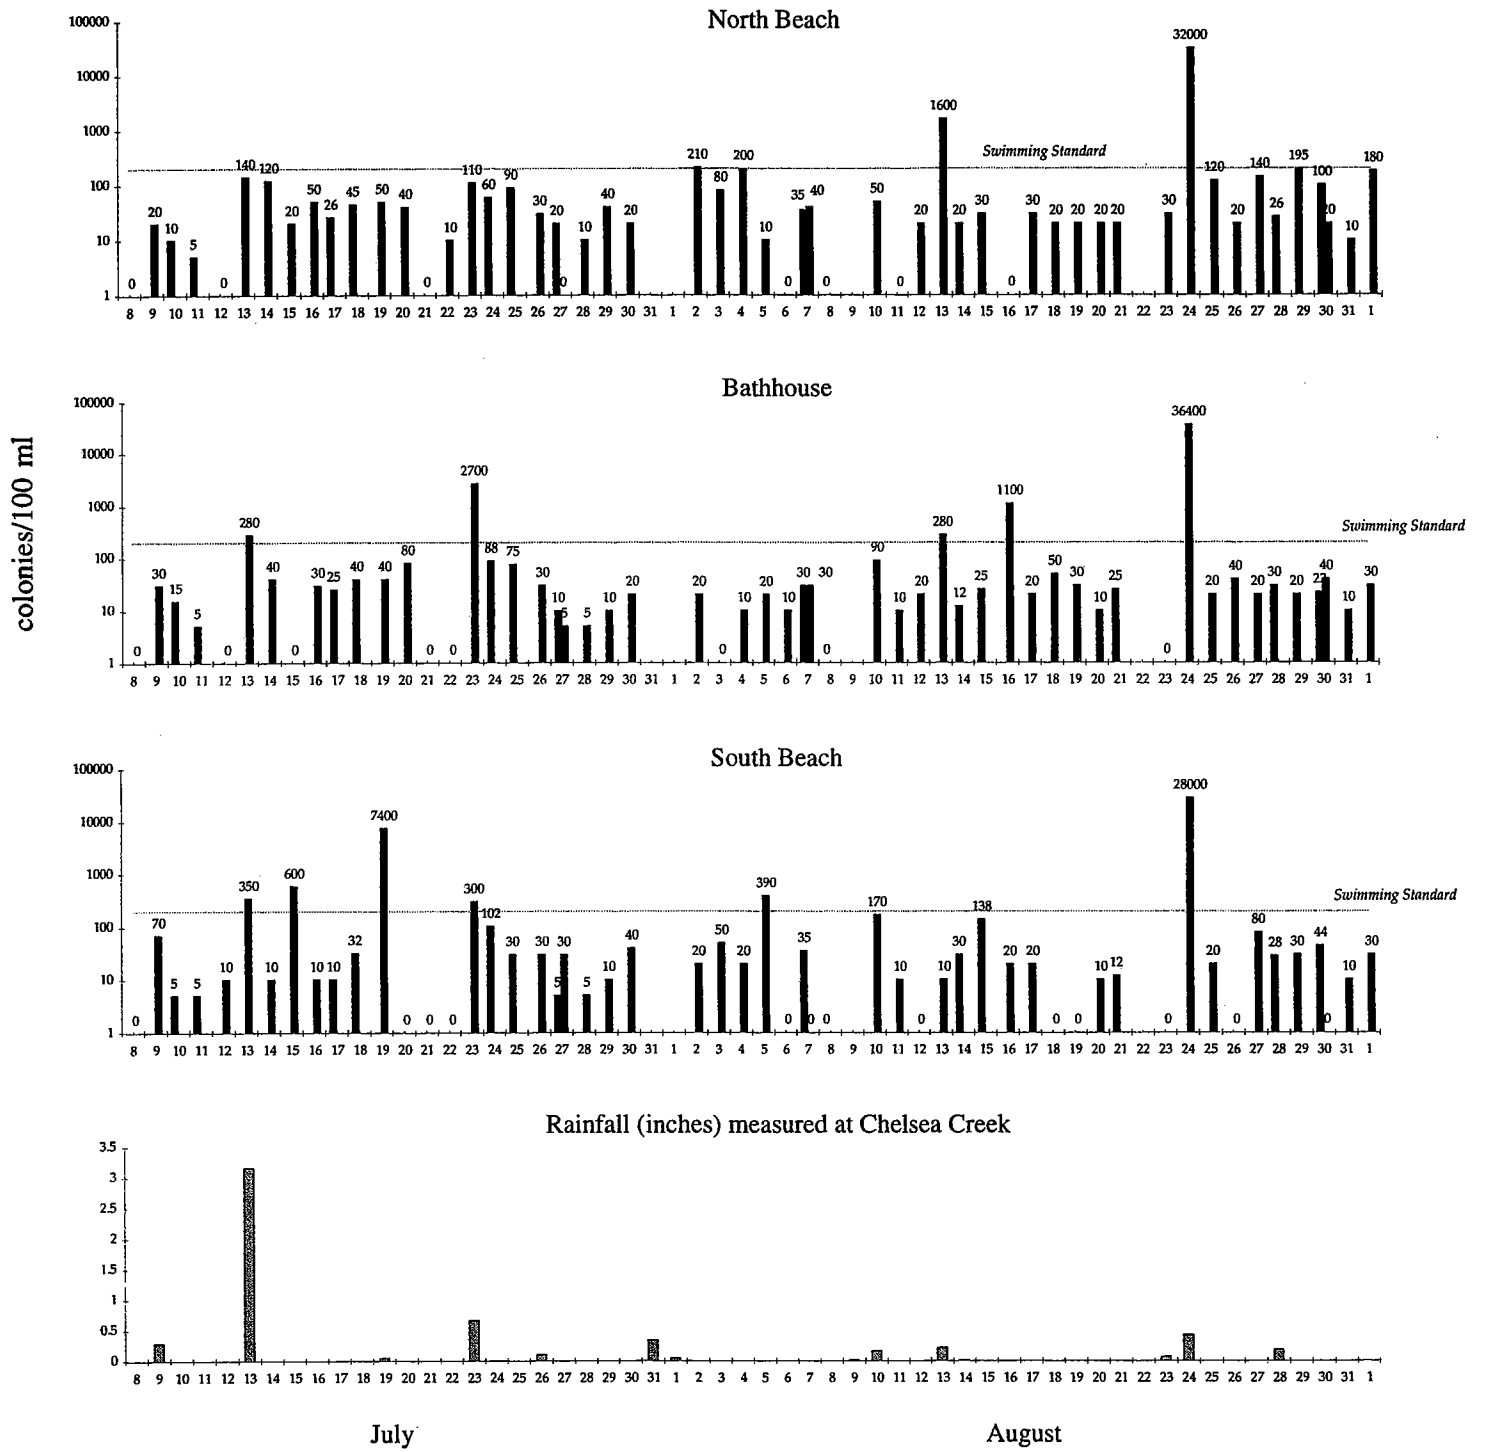 North Beach
100000
10000
1000
100
10
1
0 20 10 5 0 140 120 20 50 26 45 50 40 0 10 110 60 90 30 20 0 10 40 20 210 80 200 10 0 35 40 0 50 0 20 1600 20 30 0 30 20 20 20 20 30 32000 120 20 140 26 195 100 20 10 180
Swimming Standard
8 9 10 11 12 13 14 15 16 17 18 19 20 21 22 23 24 25 26 27 28 29 30 31 1 2 3 4 5 6 7 8 9 10 11 12 13 14 15 16 17 18 19 20 21 22 23 24 25 26 27 28 29 30 31 1
colonies/100 ml
Bathhouse
100000
10000
1000
100
10
1
0 30 15 5 0 280 40 0 30 25 40 40 80 0 0 2700 88 75 30 10 5 5 10 20 20 0 10 20 10 30 30 0 90 10 20 280 12 25 1100 20 50 30 10 25 0 36400 20 40 20 30 20 22 40 10 30
Swimming Standard
8 9 10 11 12 13 14 15 16 17 18 19 20 21 22 23 24 25 26 27 28 29 30 31 1 2 3 4 5 6 7 8 9 10 11 12 13 14 15 16 17 18 19 20 21 22 23 24 25 26 27 28 29 30 31 1
South Beach
100000
10000
1000
100
10
1
0 70 5 5 10 350 10 600 10 10 32 7400 0 0 0 300 102 30 30 5 30 5 10 40 20 50 20 390 0 35 0 0 170 10 0 10 30 138 20 20 0 0 10 12 0 28000 20 0 80 28 30 44 0 10 30
Swimming Standard
8 9 10 11 12 13 14 15 16 17 18 19 20 21 22 23 24 25 26 27 28 29 30 31 1 2 3 4 5 6 7 8 9 10 11 12 13 14 15 16 17 18 19 20 21 22 23 24 25 26 27 28 29 30 31 1
Rainfall (inches) measured at Chelsea Creek
3.5
3
2.5
2
1.5
1
0.5
0
8 9 10 11 12 13 14 15 16 17 18 19 20 21 22 23 24 25 26 27 28 29 30 31 1 2 3 4 5 6 7 8 9 10 11 12 13 14 15 16 17 18 19 20 21 22 23 24 25 26 27 28 29 30 31 1
July August